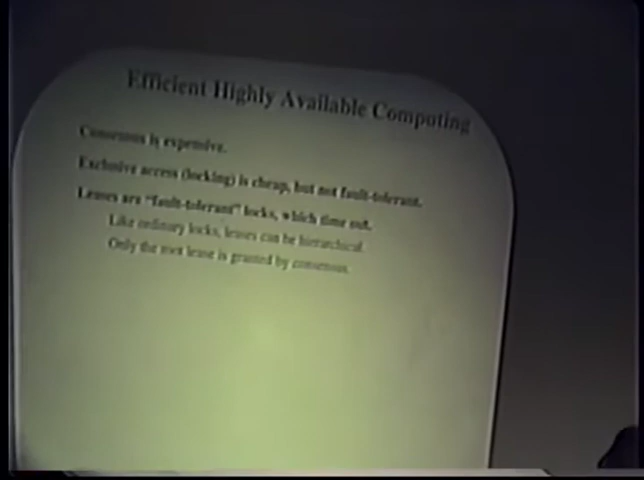 Efficient Highly Available Computing
Consensus is expensive.
Exclusive access (locking) is cheap, but not fault-tolerant.
Leases are "fault-tolerant" locks, which time out.
Like ordinary locks, leases can be hierarchical.
Only the root lease is granted by consensus.